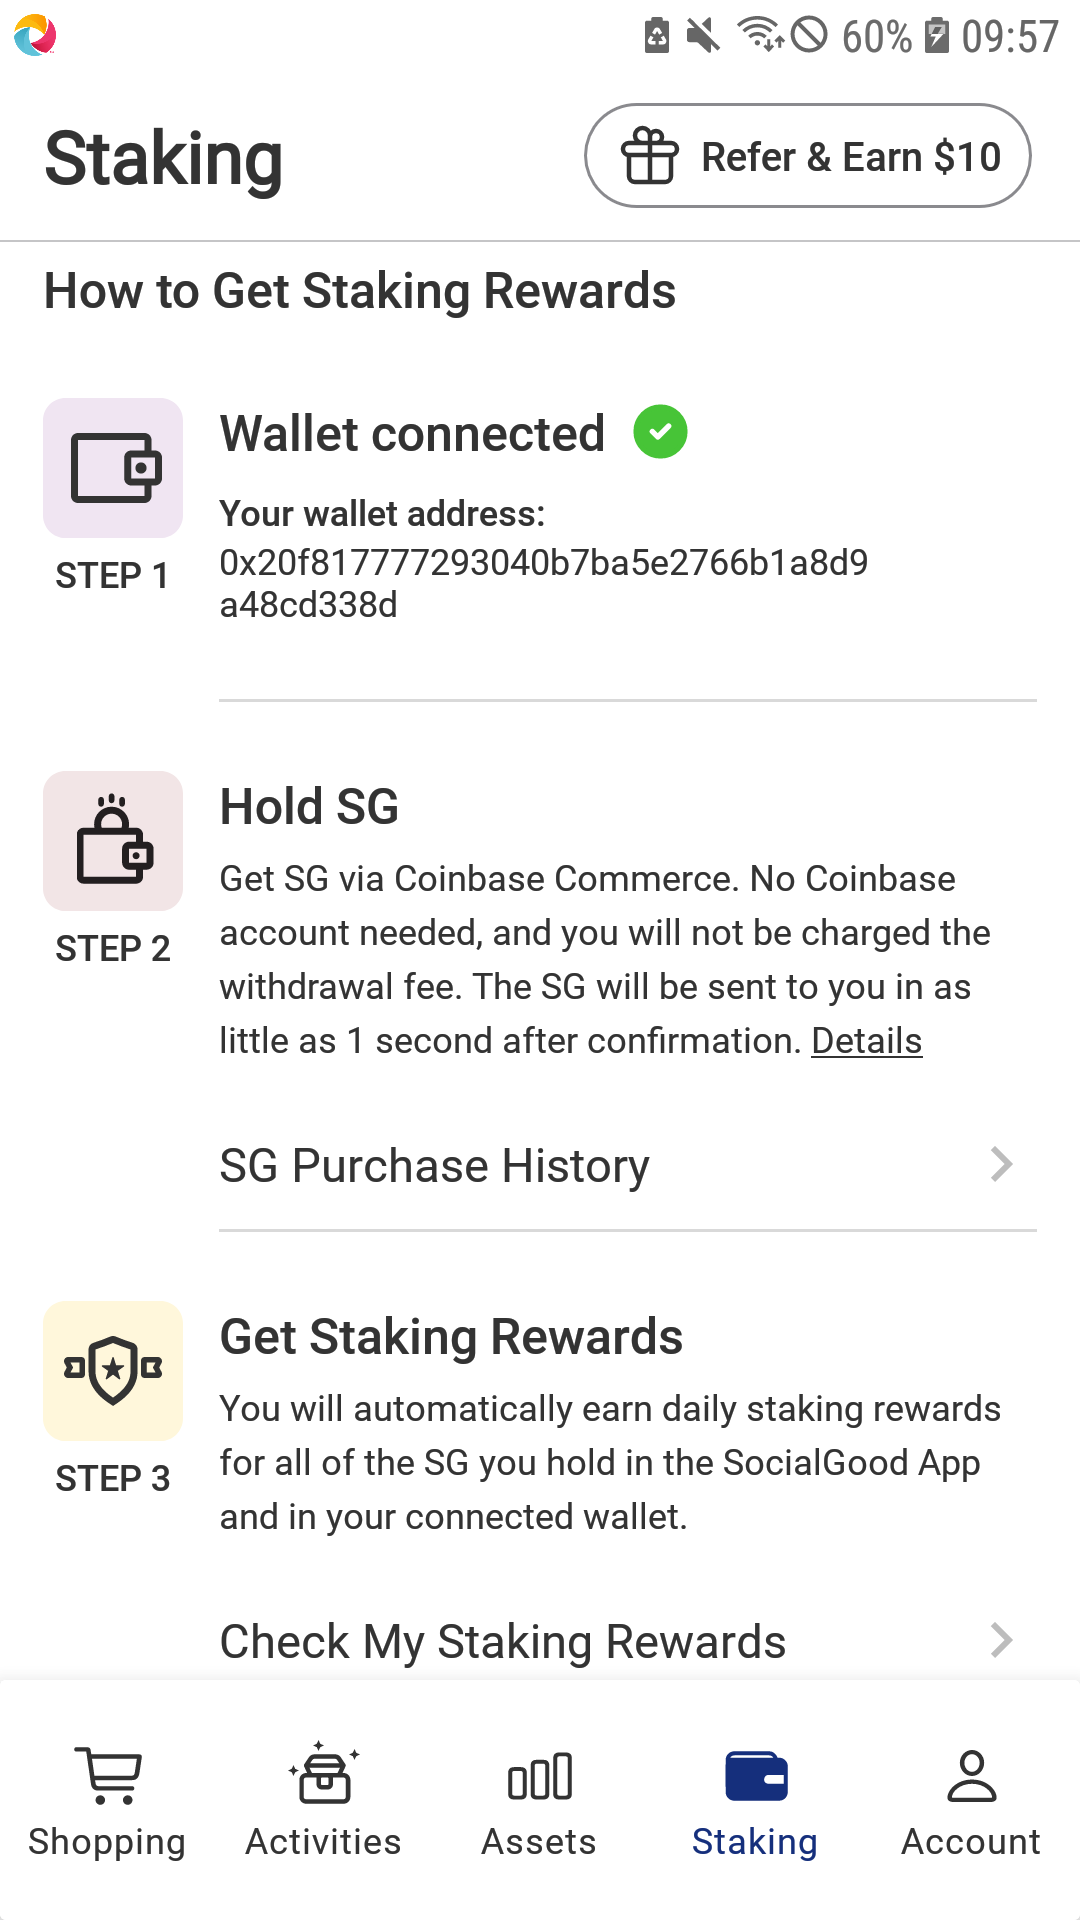 60% 09:57
Staking
Refer & Earn $10
How to Get Staking Rewards
Wallet connected
Your wallet address:
0x20f817777293040b7ba5e2766b1a8d9
a48cd338d
STEP 1
Hold SG
Get SG via Coinbase Commerce. No Coinbase
account needed, and you will not be charged the
withdrawal fee. The SG will be sent to you in as
little as 1 second after confirmation. Details
STEP 2
SG Purchase History
Get Staking Rewards
You will automatically earn daily staking rewards
for all of the SG you hold in the SocialGood App
and in your connected wallet.
STEP 3
Check My Staking Rewards
Shopping
Activities
Assets
Staking
Account